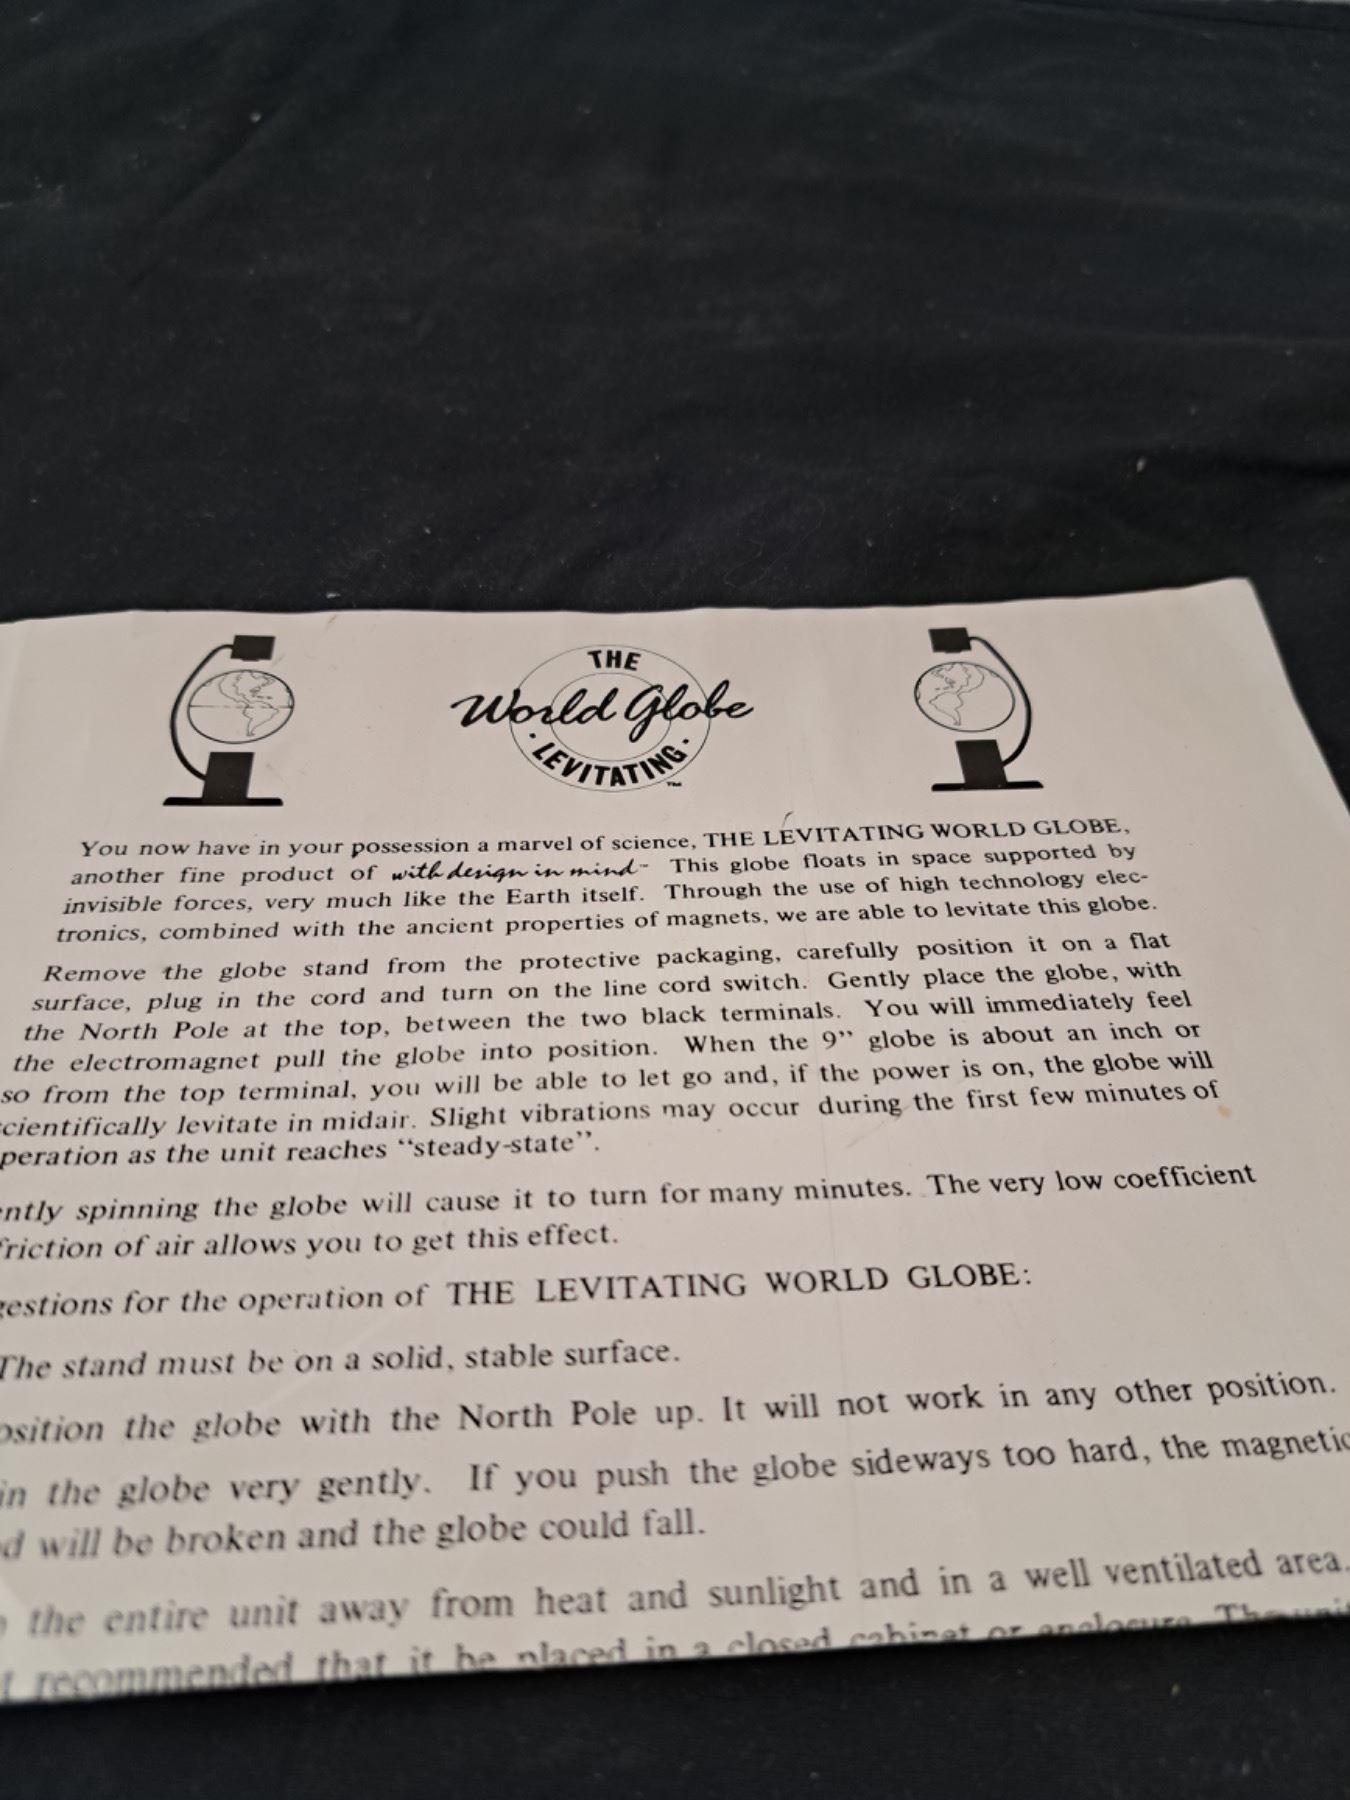 THE
World Globe
· LEVITATING · ™
You now have in your possession a marvel of science, THE LEVITATING WORLD GLOBE,
another fine product of with design in mind™ This globe floats in space supported by
invisible forces, very much like the Earth itself. Through the use of high technology elec-
tronics, combined with the ancient properties of magnets, we are able to levitate this globe.
Remove the globe stand from the protective packaging, carefully position it on a flat
surface, plug in the cord and turn on the line cord switch. Gently place the globe, with
the North Pole at the top, between the two black terminals. You will immediately feel
the electromagnet pull the globe into position. When the 9” globe is about an inch or
so from the top terminal, you will be able to let go and, if the power is on, the globe will
cientifically levitate in midair. Slight vibrations may occur during the first few minutes of
peration as the unit reaches “steady-state”.
ntly spinning the globe will cause it to turn for many minutes. The very low coefficient
friction of air allows you to get this effect.
gestions for the operation of THE LEVITATING WORLD GLOBE:
The stand must be on a solid, stable surface.
osition the globe with the North Pole up. It will not work in any other position.
in the globe very gently. If you push the globe sideways too hard, the magnetic
d will be broken and the globe could fall.
the entire unit away from heat and sunlight and in a well ventilated area.
t recommended that it be placed in a closed cabinet or enclosure. The unit